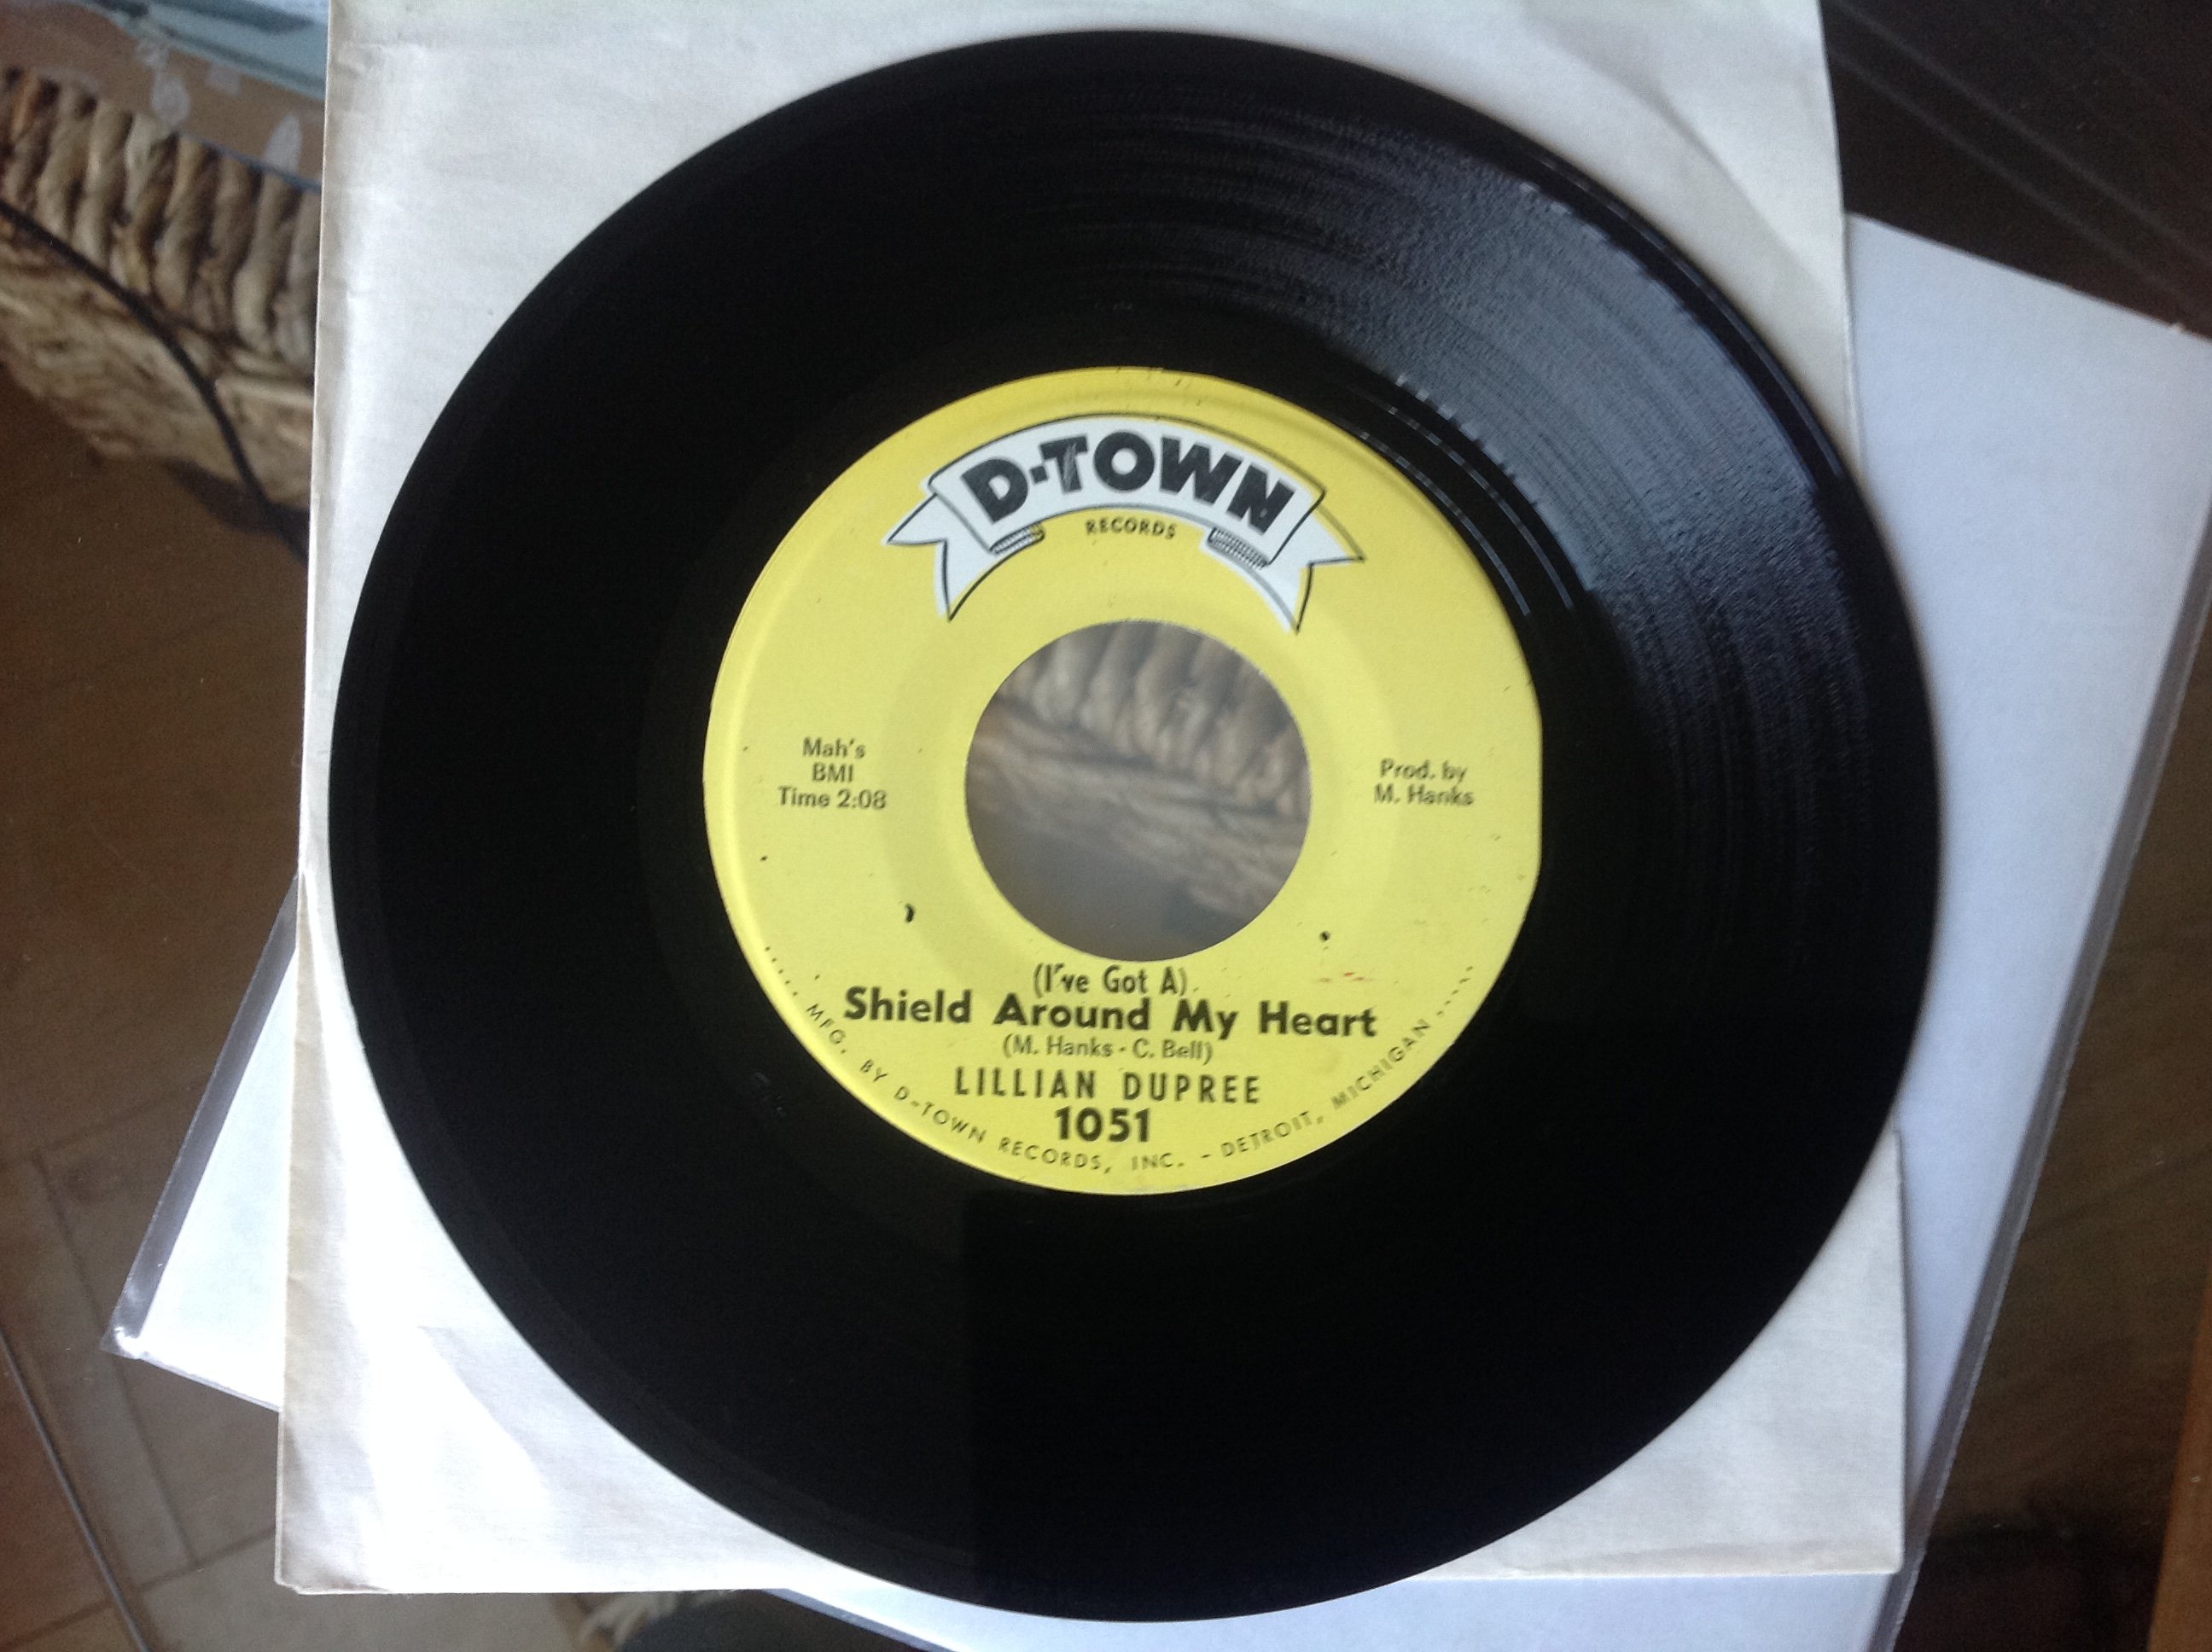 D-TOWN
RECORDS
Mah's
BMI
Time 2:08
Prod. by
M. Hanks
(I've Got A)
Shield Around My Heart
(M. Hanks - C. Bell)
LILLIAN DUPREE
1051
..... MFG. BY D-TOWN RECORDS, INC. - DETROIT, MICHIGAN .....